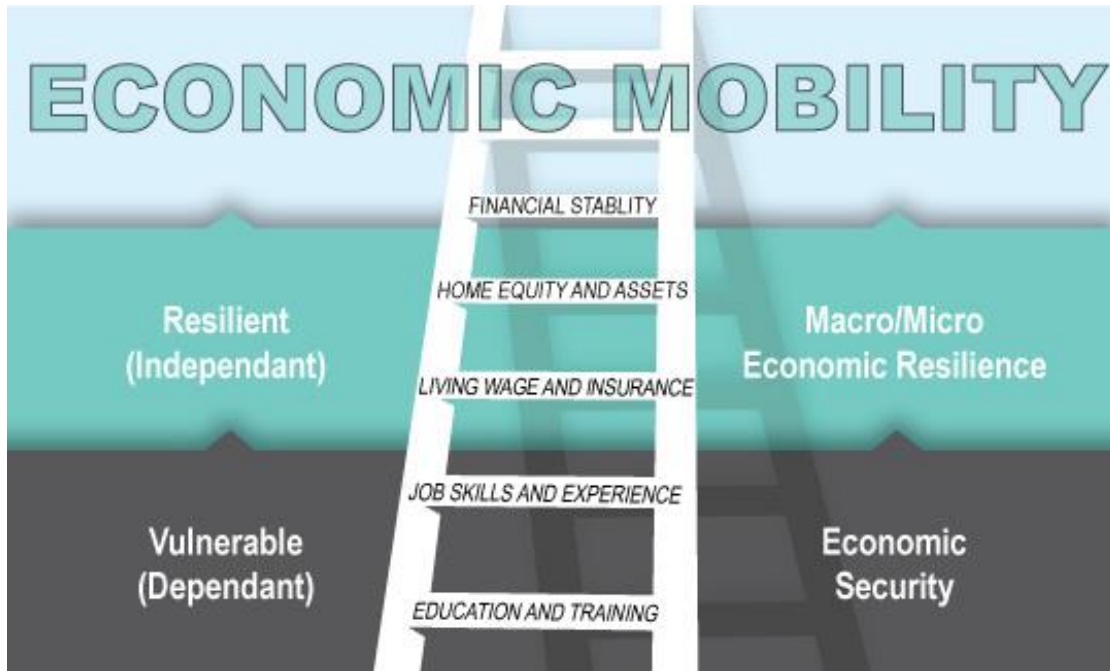 ECONOMIC MOBILITY
FINANCIAL STABLITY
HOME EQUITY AND ASSETS
Resilient
(Independant)
Macro/Micro
Economic Resilience
LIVING WAGE AND INSURANCE
JOB SKILLS AND EXPERIENCE
Vulnerable
(Dependant)
Economic
Security
EDUCATION AND TRAINING